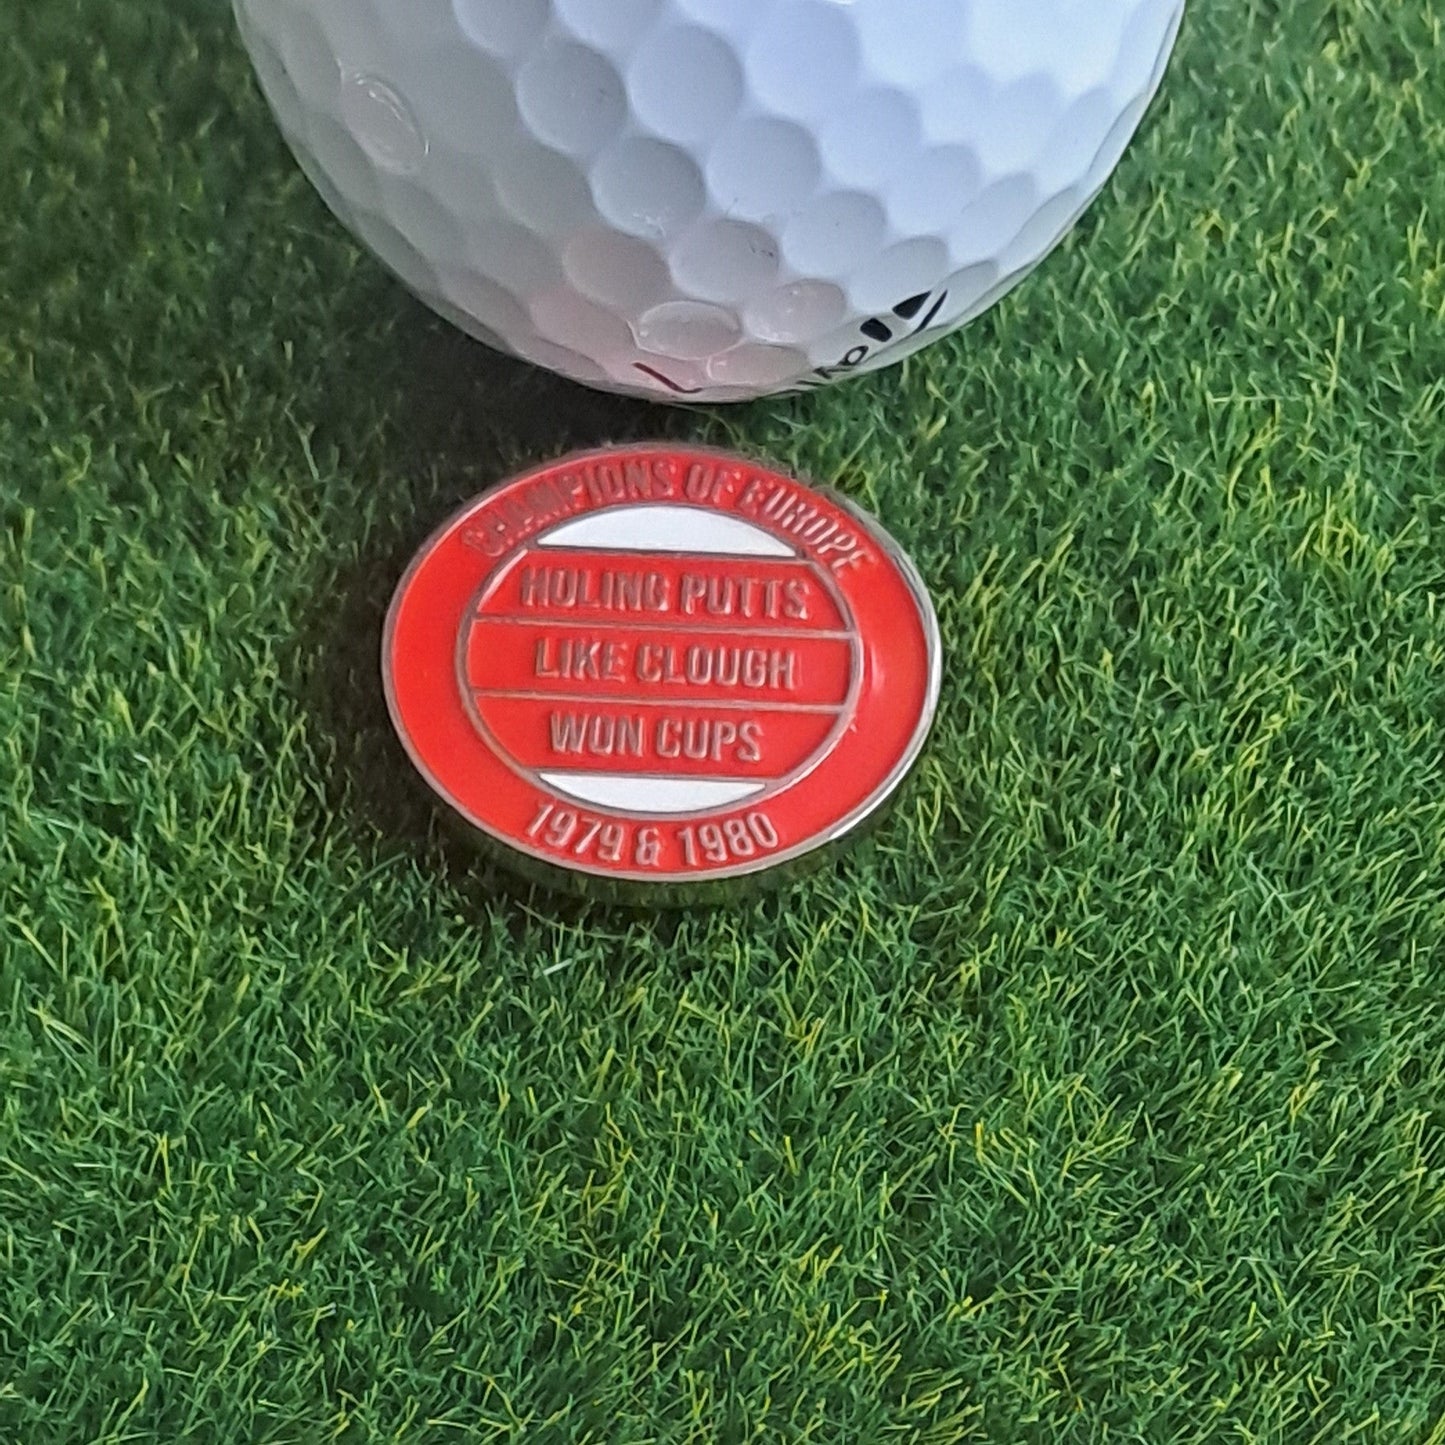 CHAMPIONS OF EUROPE
HOLING PUTTS
LIKE CLOUGH
WON CUPS
1979 & 1980